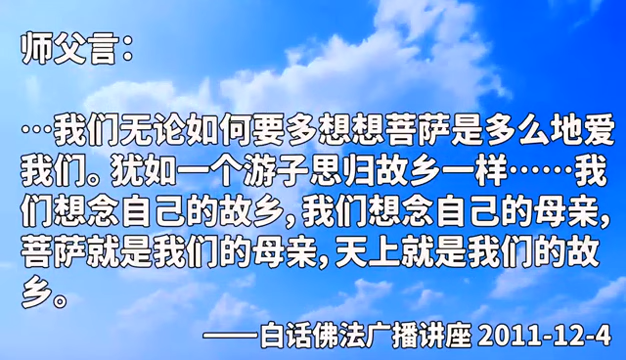 师父言：
…我们无论如何要多想想菩萨是多么地爱
我们。犹如一个游子思归故乡一样……我
们想念自己的故乡，我们想念自己的母亲，
菩萨就是我们的母亲，天上就是我们的故
乡。
——白话佛法广播讲座 2011-12-4